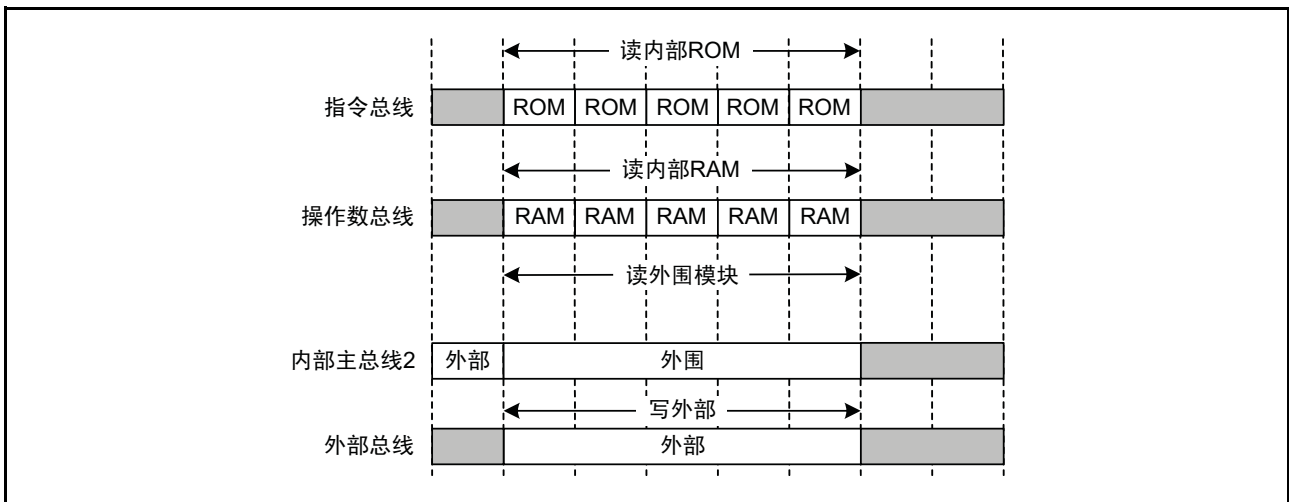 读内部ROM
指令总线 ROM ROM ROM ROM ROM
读内部RAM
操作数总线 RAM RAM RAM RAM RAM
读外围模块
内部主总线2 外部 外围
写外部
外部总线 外部